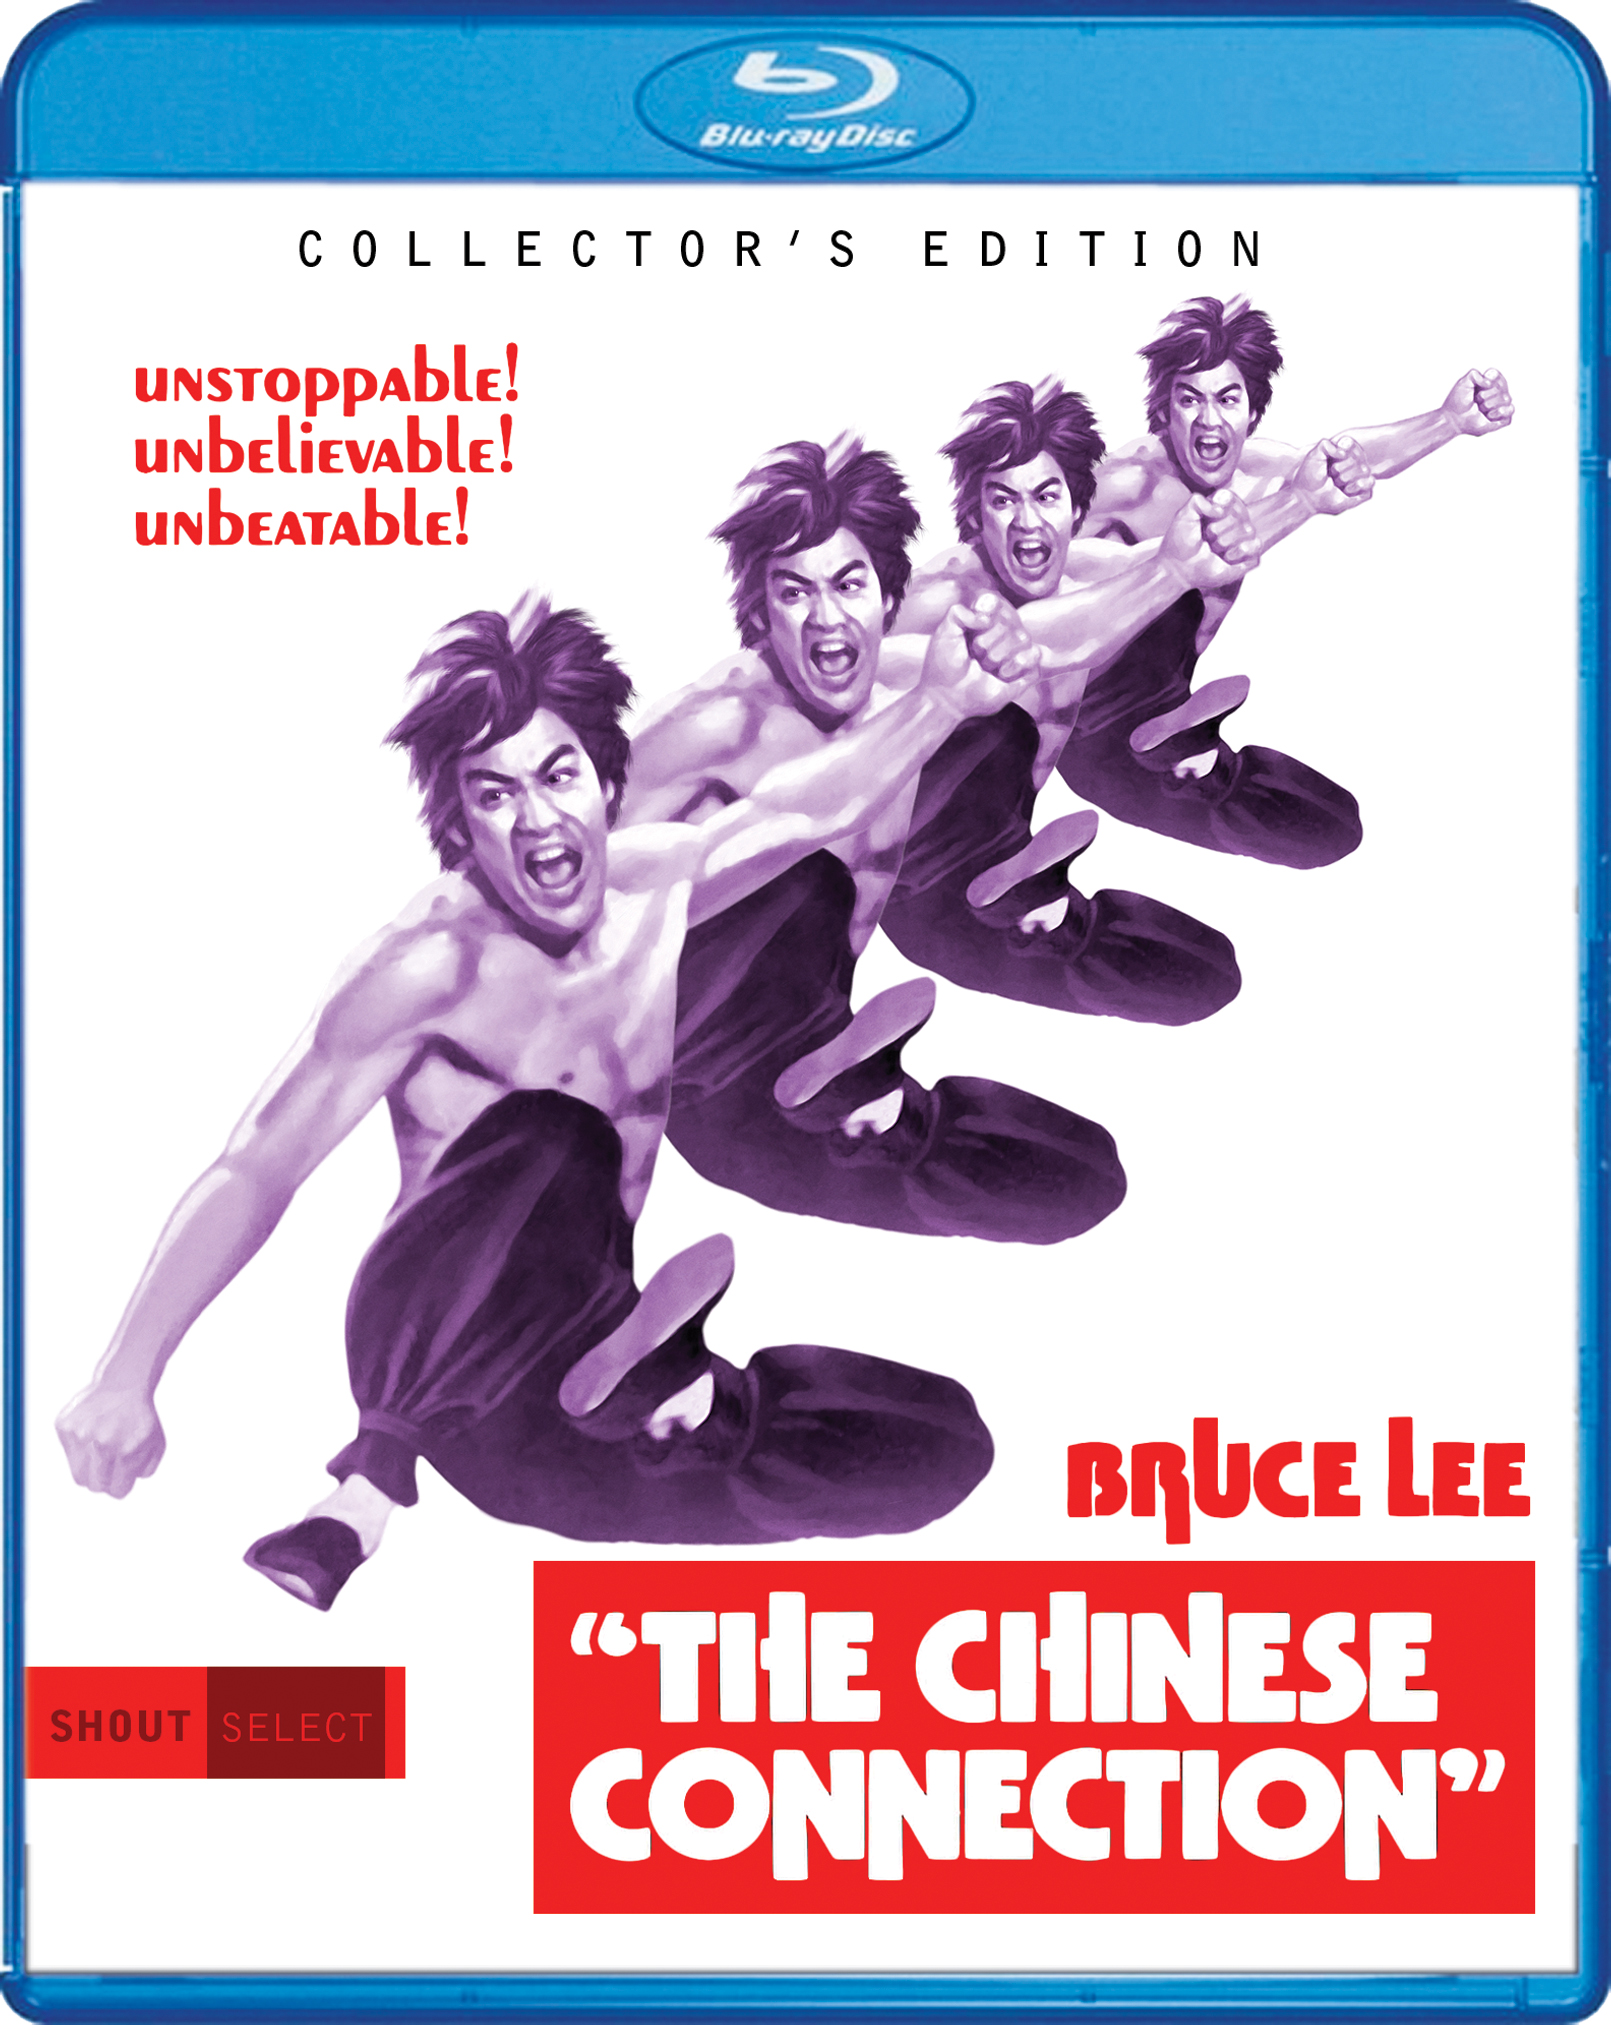 Blu-ray Disc
COLLECTOR'S EDITION
UNSTOPPABLE!
UNBELIEVABLE!
UNBEATABLE!
BRUCE LEE
“THE CHINESE
CONNECTION”
SHOUT SELECT